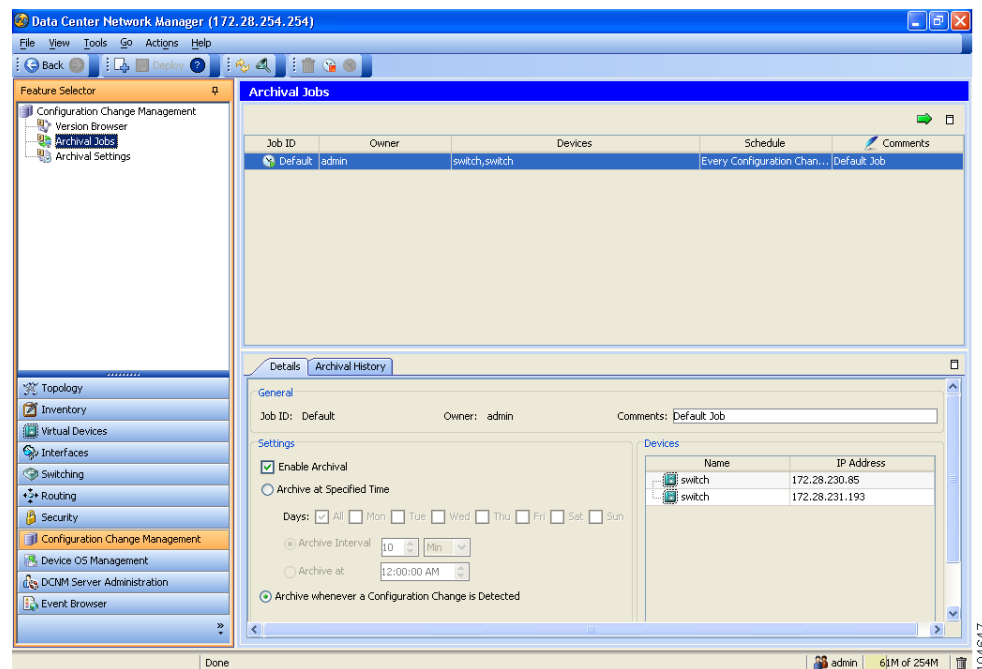 Data Center Network Manager (172.28.254.254)
File View Tools Go Actions Help
Back Deploy ?
Feature Selector
Configuration Change Management
Version Browser
Archival Jobs
Archival Settings
Topology
Inventory
Virtual Devices
Interfaces
Switching
Routing
Security
Configuration Change Management
Device OS Management
DCNM Server Administration
Event Browser
»
Archival Jobs
Job ID Owner Devices Schedule Comments
Default admin switch,switch Every Configuration Chan... Default Job
Details Archival History
General
Job ID: Default Owner: admin Comments: Default Job
Settings
Enable Archival
Archive at Specified Time
Days: All Mon Tue Wed Thu Fri Sat Sun
Archive Interval 10 Min
Archive at 12:00:00 AM
Archive whenever a Configuration Change is Detected
Devices
Name IP Address
switch 172.28.230.85
switch 172.28.231.193
Done admin 61M of 254M